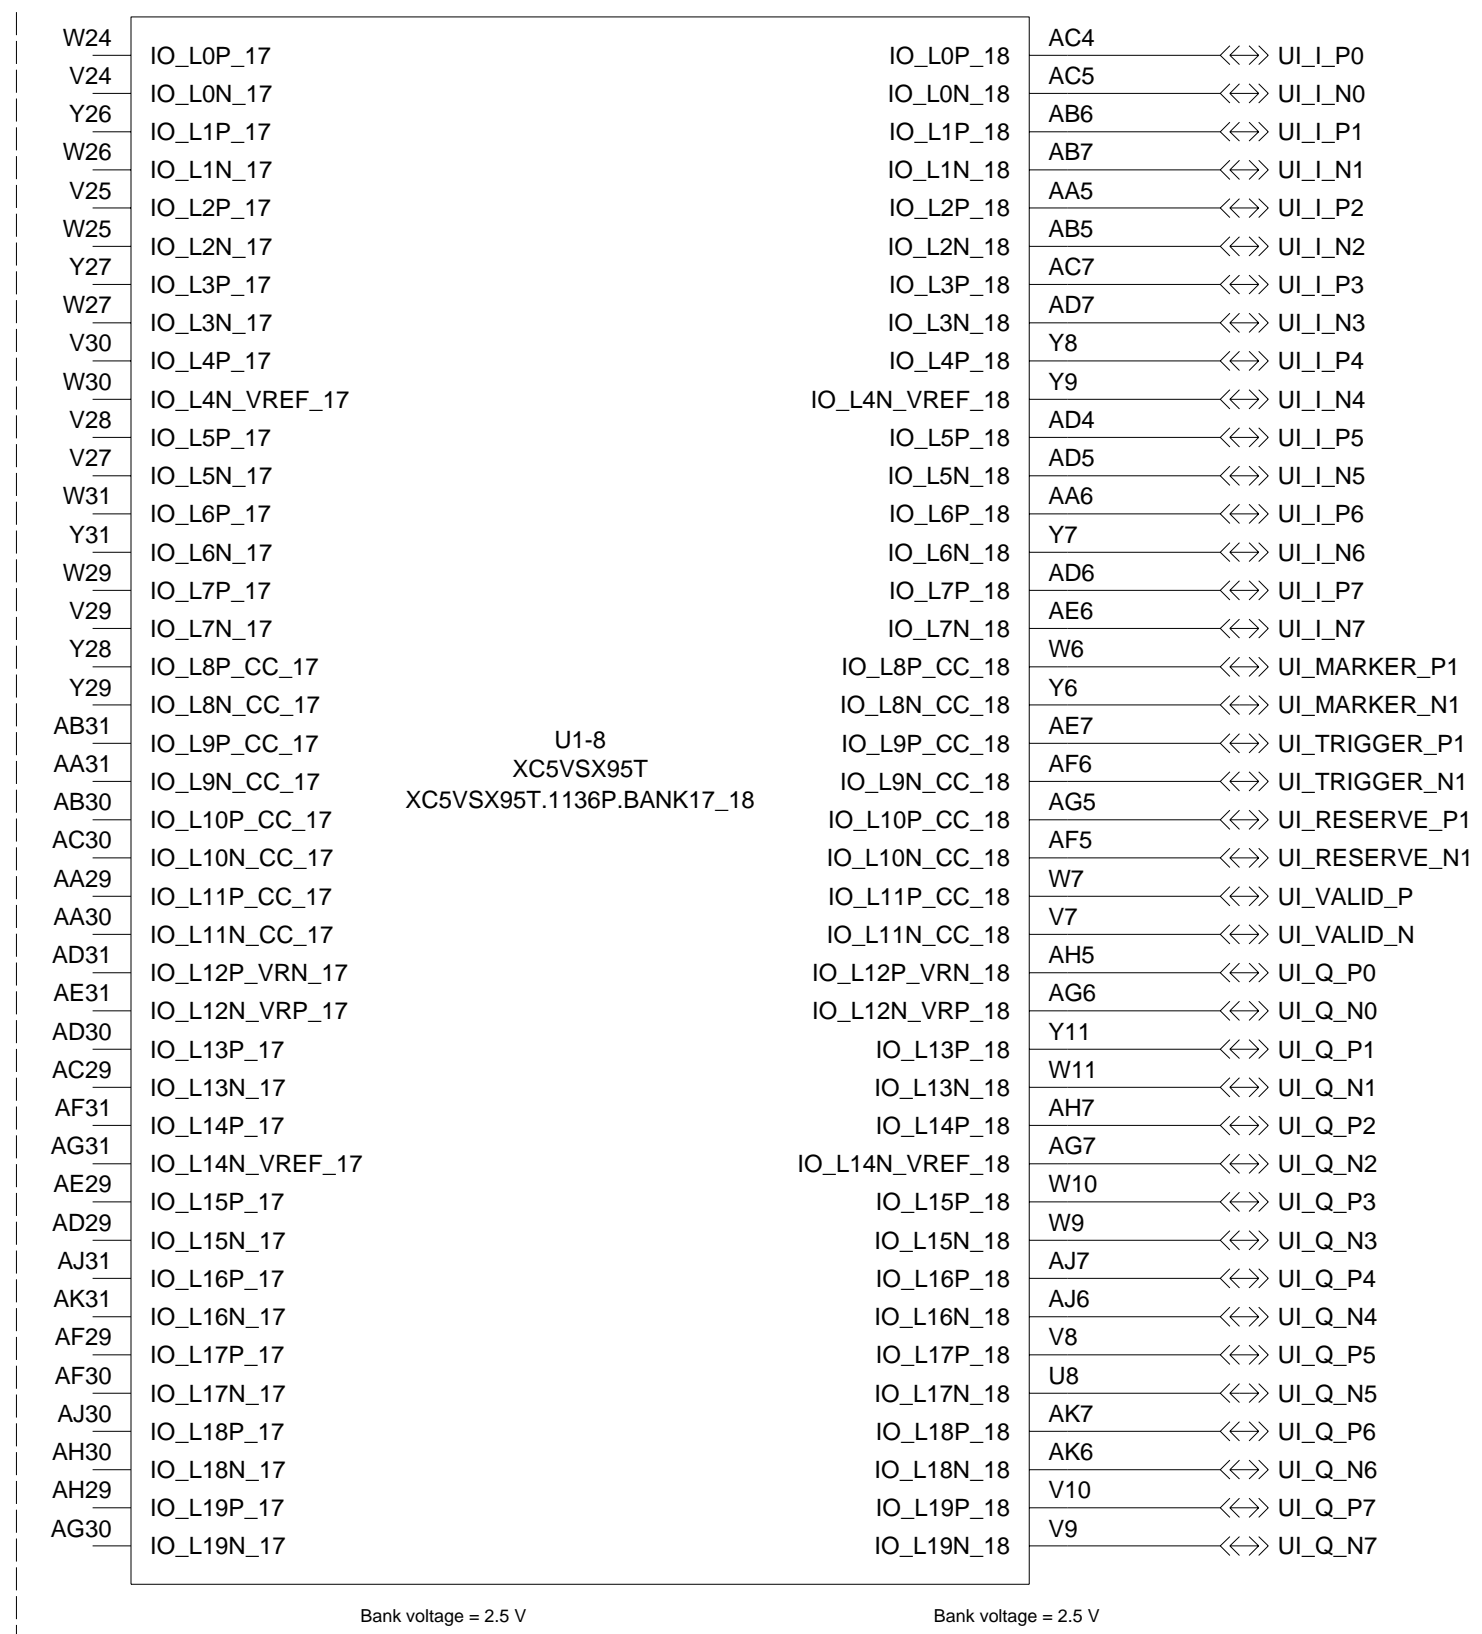 W24 IO_L0P_17 IO_L0P_18 AC4 UI_I_P0
V24 IO_L0N_17 IO_L0N_18 AC5 UI_I_N0
Y26 IO_L1P_17 IO_L1P_18 AB6 UI_I_P1
W26 IO_L1N_17 IO_L1N_18 AB7 UI_I_N1
V25 IO_L2P_17 IO_L2P_18 AA5 UI_I_P2
W25 IO_L2N_17 IO_L2N_18 AB5 UI_I_N2
Y27 IO_L3P_17 IO_L3P_18 AC7 UI_I_P3
W27 IO_L3N_17 IO_L3N_18 AD7 UI_I_N3
V30 IO_L4P_17 IO_L4P_18 Y8 UI_I_P4
W30 IO_L4N_VREF_17 IO_L4N_VREF_18 Y9 UI_I_N4
V28 IO_L5P_17 IO_L5P_18 AD4 UI_I_P5
V27 IO_L5N_17 IO_L5N_18 AD5 UI_I_N5
W31 IO_L6P_17 IO_L6P_18 AA6 UI_I_P6
Y31 IO_L6N_17 IO_L6N_18 Y7 UI_I_N6
W29 IO_L7P_17 IO_L7P_18 AD6 UI_I_P7
V29 IO_L7N_17 IO_L7N_18 AE6 UI_I_N7
Y28 IO_L8P_CC_17 IO_L8P_CC_18 W6 UI_MARKER_P1
Y29 IO_L8N_CC_17 IO_L8N_CC_18 Y6 UI_MARKER_N1
AB31 IO_L9P_CC_17 U1-8 IO_L9P_CC_18 AE7 UI_TRIGGER_P1
XC5VSX95T
AA31 IO_L9N_CC_17 IO_L9N_CC_18 AF6 UI_TRIGGER_N1
XC5VSX95T.1136P.BANK17_18
AB30 IO_L10P_CC_17 IO_L10P_CC_18 AG5 UI_RESERVE_P1
AC30 IO_L10N_CC_17 IO_L10N_CC_18 AF5 UI_RESERVE_N1
AA29 IO_L11P_CC_17 IO_L11P_CC_18 W7 UI_VALID_P
AA30 IO_L11N_CC_17 IO_L11N_CC_18 V7 UI_VALID_N
AD31 IO_L12P_VRN_17 IO_L12P_VRN_18 AH5 UI_Q_P0
AE31 IO_L12N_VRP_17 IO_L12N_VRP_18 AG6 UI_Q_N0
AD30 IO_L13P_17 IO_L13P_18 Y11 UI_Q_P1
AC29 IO_L13N_17 IO_L13N_18 W11 UI_Q_N1
AF31 IO_L14P_17 IO_L14P_18 AH7 UI_Q_P2
AG31 IO_L14N_VREF_17 IO_L14N_VREF_18 AG7 UI_Q_N2
AE29 IO_L15P_17 IO_L15P_18 W10 UI_Q_P3
AD29 IO_L15N_17 IO_L15N_18 W9 UI_Q_N3
AJ31 IO_L16P_17 IO_L16P_18 AJ7 UI_Q_P4
AK31 IO_L16N_17 IO_L16N_18 AJ6 UI_Q_N4
AF29 IO_L17P_17 IO_L17P_18 V8 UI_Q_P5
AF30 IO_L17N_17 IO_L17N_18 U8 UI_Q_N5
AJ30 IO_L18P_17 IO_L18P_18 AK7 UI_Q_P6
AH30 IO_L18N_17 IO_L18N_18 AK6 UI_Q_N6
AH29 IO_L19P_17 IO_L19P_18 V10 UI_Q_P7
AG30 IO_L19N_17 IO_L19N_18 V9 UI_Q_N7
Bank voltage = 2.5 V Bank voltage = 2.5 V